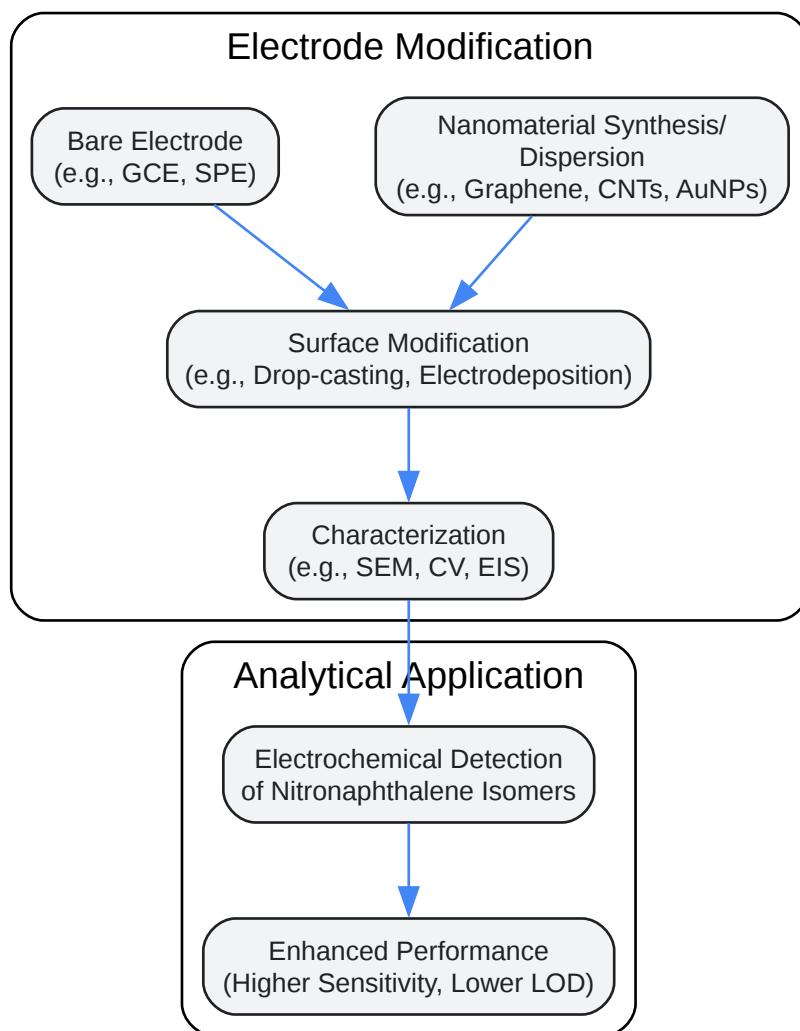 Electrode Modification
Bare Electrode
(e.g., GCE, SPE)
Nanomaterial Synthesis/
Dispersion
(e.g., Graphene, CNTs, AuNPs)
Surface Modification
(e.g., Drop-casting, Electrodeposition)
Characterization
(e.g., SEM, CV, EIS)
Analytical Application
Electrochemical Detection
of Nitronaphthalene Isomers
Enhanced Performance
(Higher Sensitivity, Lower LOD)